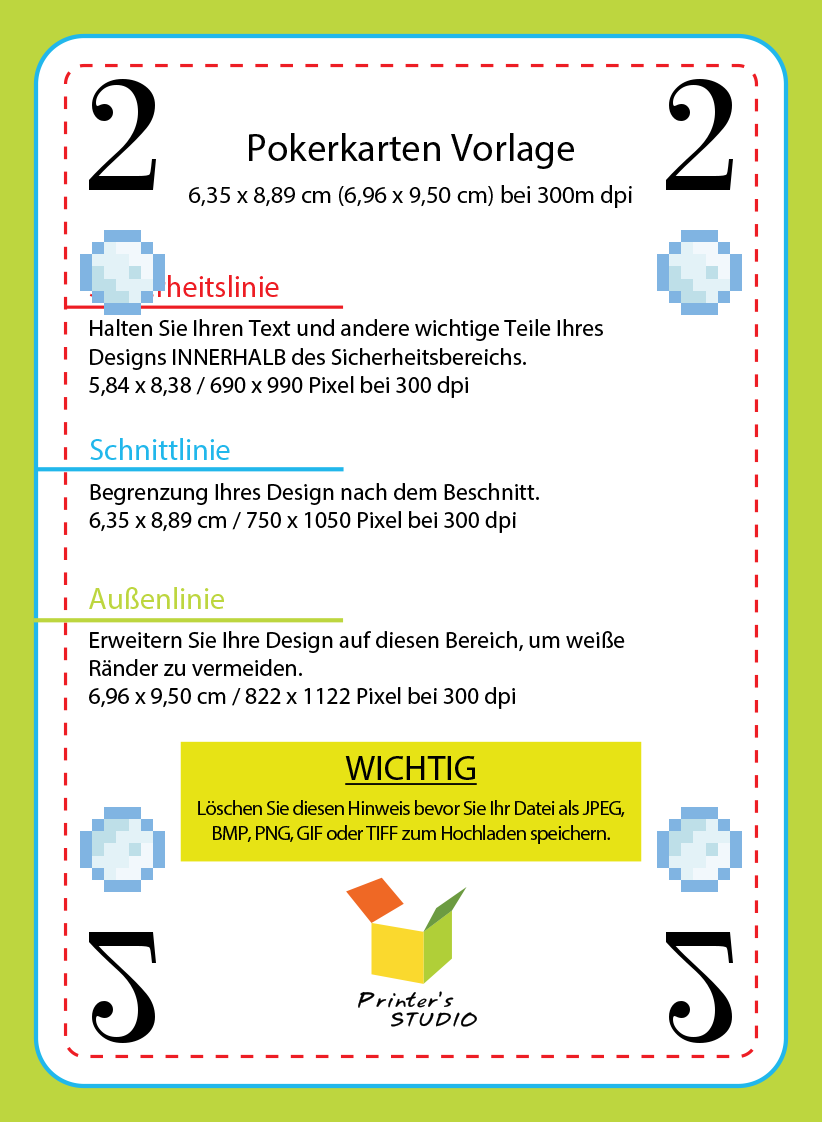 2 2
Pokerkarten Vorlage
6,35 x 8,89 cm (6,96 x 9,50 cm) bei 300m dpi
rheitslinie
Halten Sie Ihren Text und andere wichtige Teile Ihres
Designs INNERHALB des Sicherheitsbereichs.
5,84 x 8,38 / 690 x 990 Pixel bei 300 dpi
Schnittlinie
Begrenzung Ihres Design nach dem Beschnitt.
6,35 x 8,89 cm / 750 x 1050 Pixel bei 300 dpi
Außenlinie
Erweitern Sie Ihre Design auf diesen Bereich, um weiße
Ränder zu vermeiden.
6,96 x 9,50 cm / 822 x 1122 Pixel bei 300 dpi
WICHTIG
Löschen Sie diesen Hinweis bevor Sie Ihr Datei als JPEG,
BMP, PNG, GIF oder TIFF zum Hochladen speichern.
Printer's
STUDIO
2 2